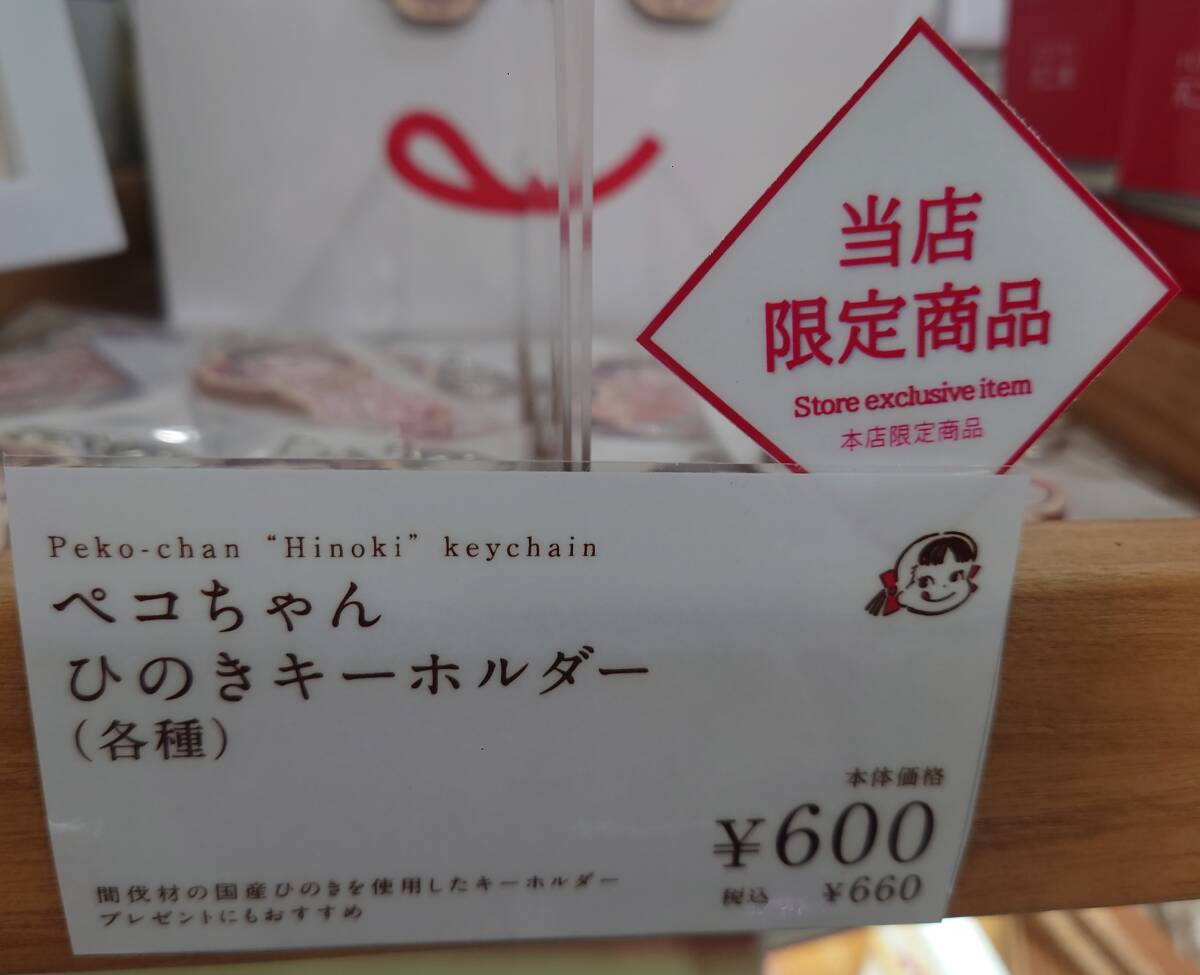 当店
限定商品
Store exclusive item
本店限定商品
Peko-chan “Hinoki” keychain
ペコちゃん
ひのきキーホルダー
（各種）
本体価格
¥600
税込 ¥660
間伐材の国産ひのきを使用したキーホルダー
プレゼントにもおすすめ